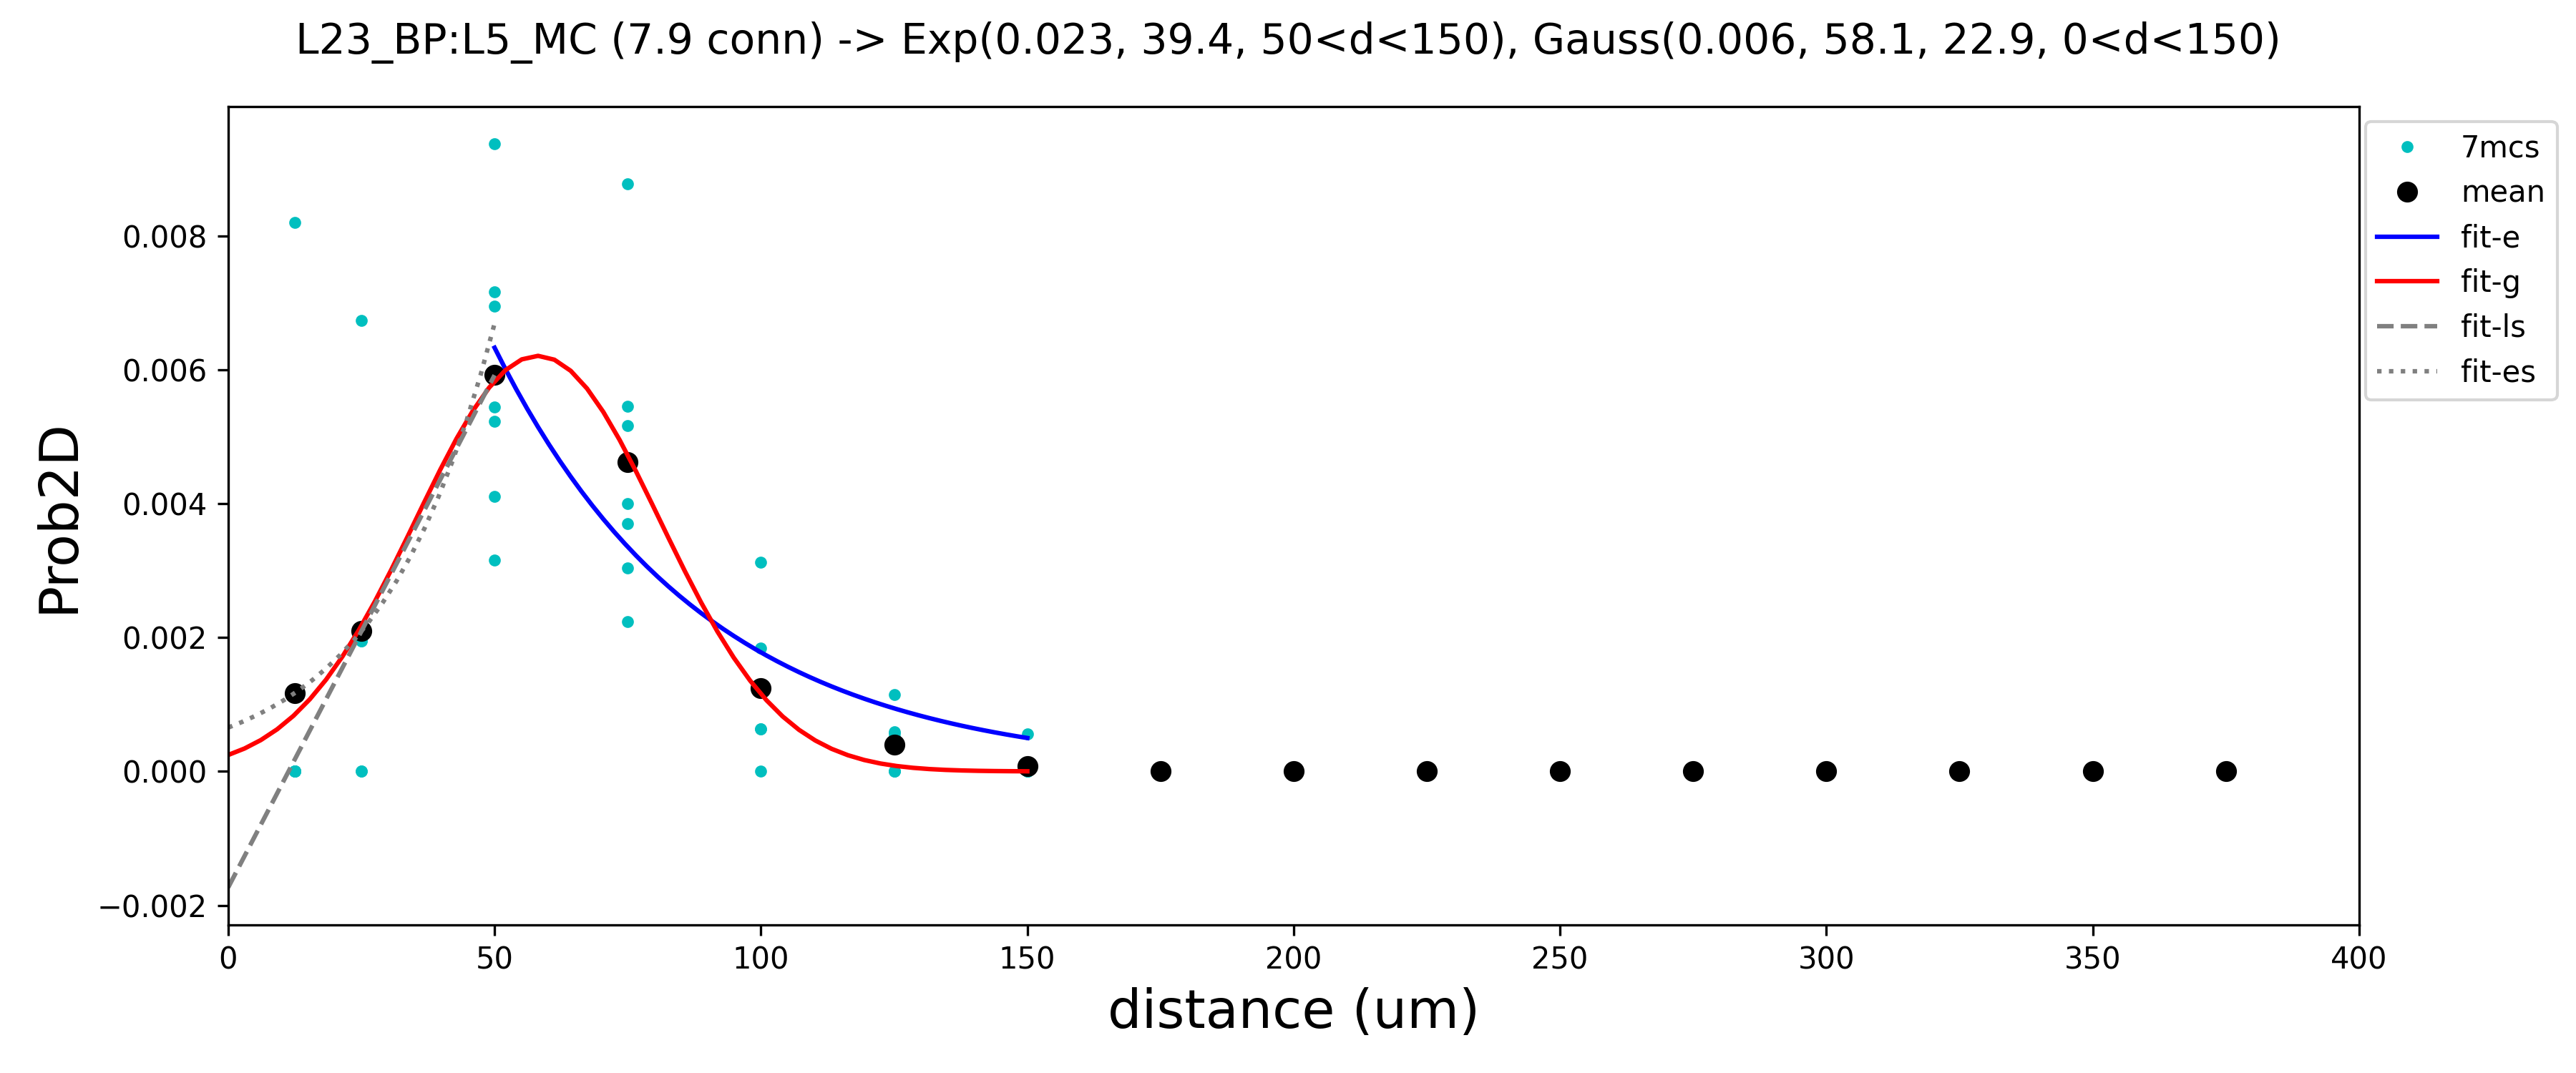 L23_BP:L5_MC (7.9 conn) -> Exp(0.023, 39.4, 50<d<150), Gauss(0.006, 58.1, 22.9, 0<d<150)
7mcs
mean
fit-e
fit-g
fit-ls
fit-es
Prob2D
0.008
0.006
0.004
0.002
0.000
−0.002
0
50
100
150
200
250
300
350
400
distance (um)